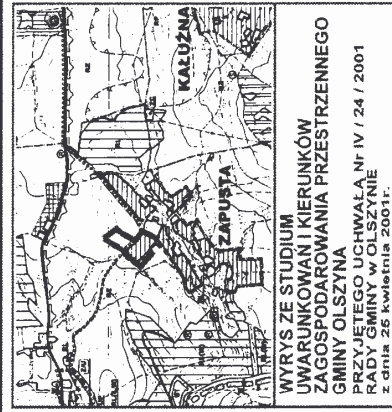 KAŁUŻNA
ZAPUSTA
WYRYS ZE STUDIUM
UWARUNKOWAŃ I KIERUNKÓW
ZAGOSPODAROWANIA PRZESTRZENNEGO
GMINY OLSZYNA
PRZYJĘTEGO UCHWAŁĄ Nr IV / 24 / 2001
RADY GMINY w OLSZYNIE
z dnia 25 kwietnia 2001r.